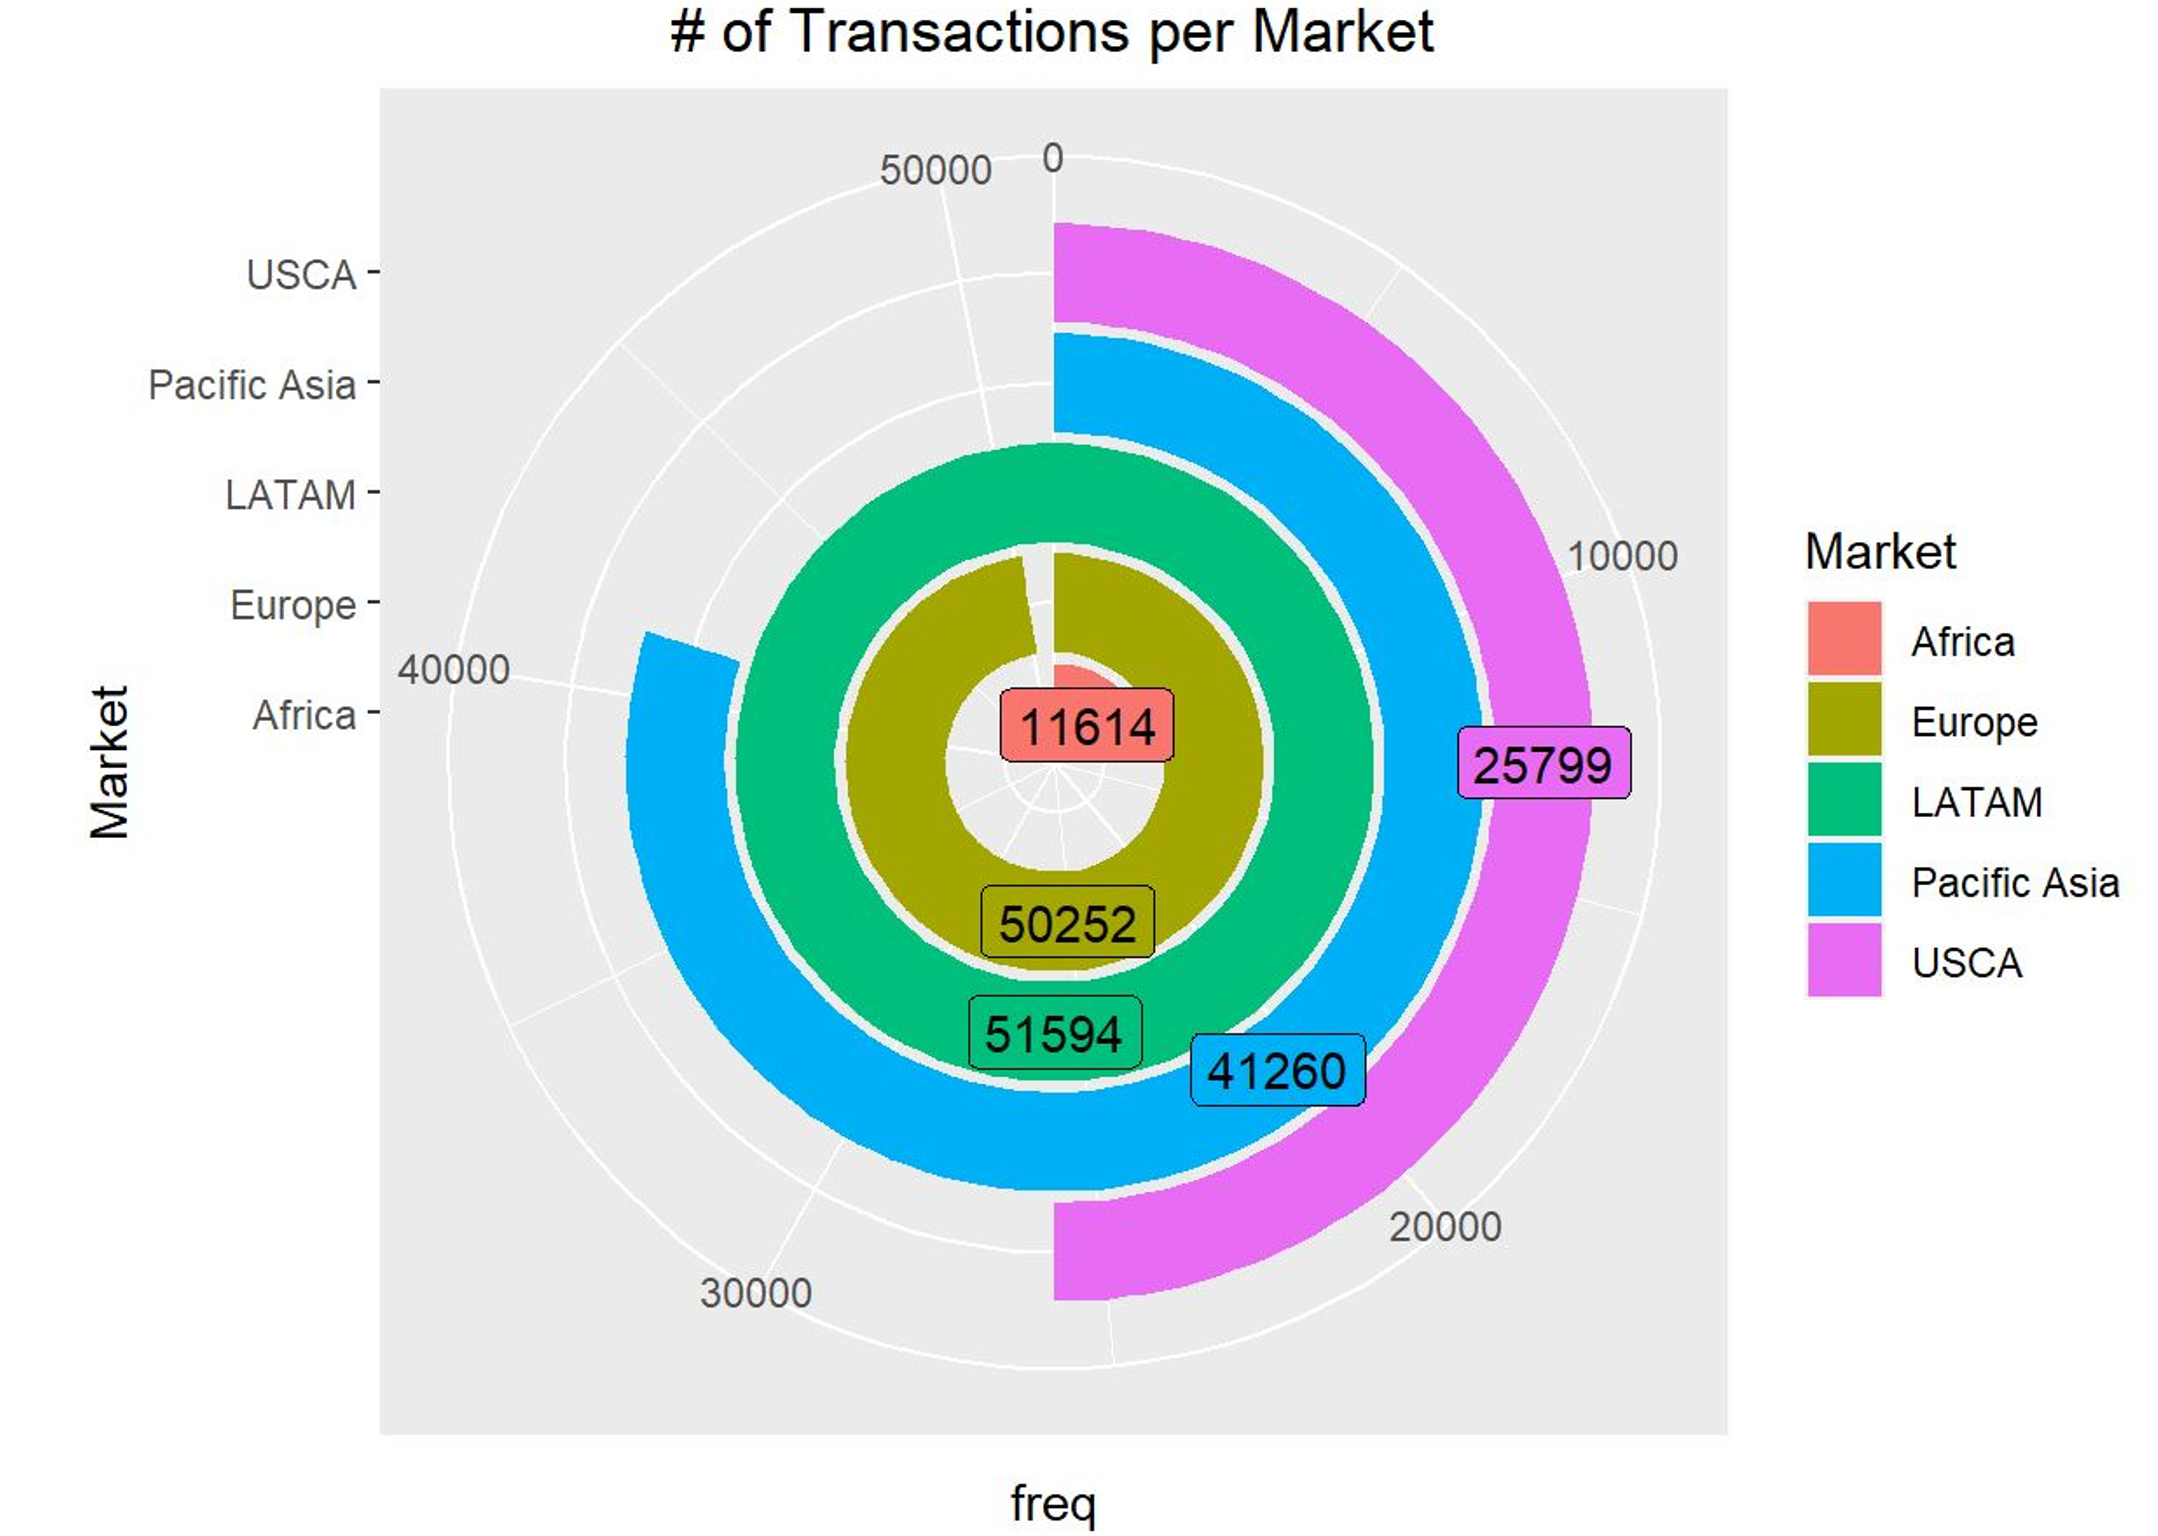 # of Transactions per Market
50000
0
USCA
Pacific Asia
LATAM
Europe
Africa
Market
40000
10000
20000
30000
11614
25799
50252
51594
41260
freq
Market
Africa
Europe
LATAM
Pacific Asia
USCA